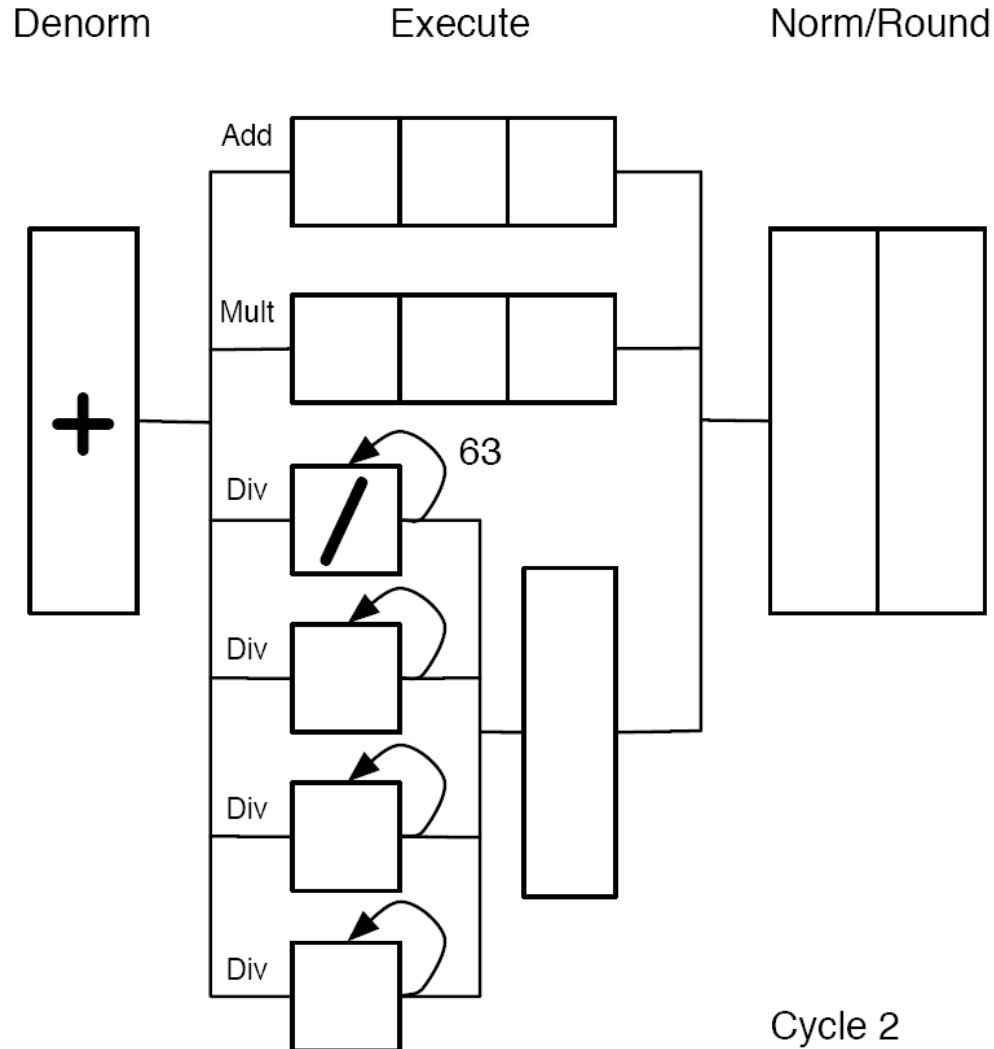 Denorm Execute Norm/Round
Add
Mult
+
63
Div
/
Div
Div
Div
Cycle 2